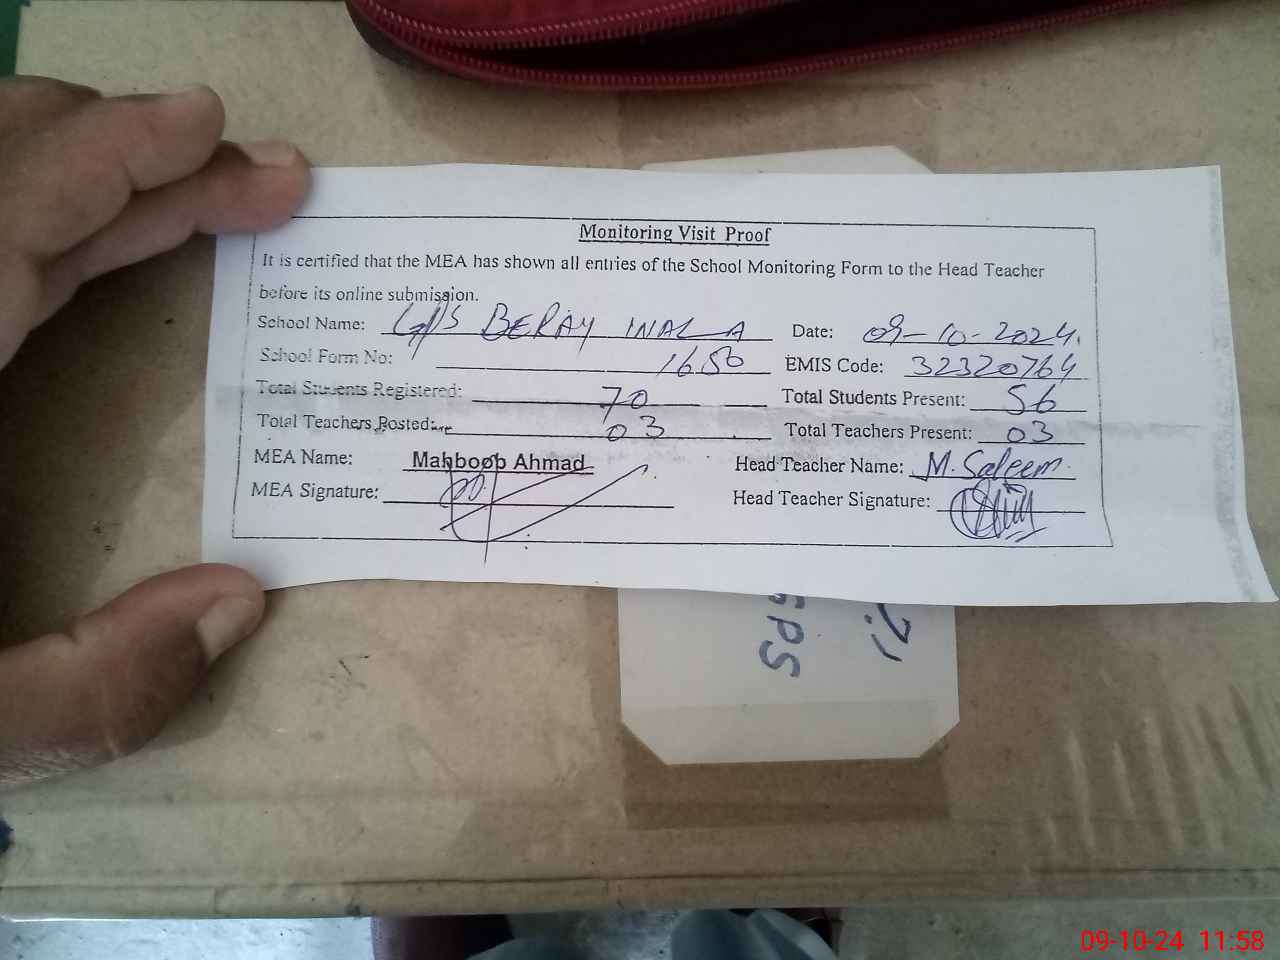 Monitoring Visit Proof
It is certified that the MEA has shown all entries of the School Monitoring Form to the Head Teacher
before its online submission.
School Name: GPS BERAY WALA Date: 09-10-2024.
School Form No: 1650 EMIS Code: 32320764
Total Students Registered: 70 Total Students Present: 56
Total Teachers Posted: 03 Total Teachers Present: 03
MEA Name: Mahboob Ahmad Head Teacher Name: M. Saleem.
MEA Signature: Head Teacher Signature:
GPS
09-10-24 11:58